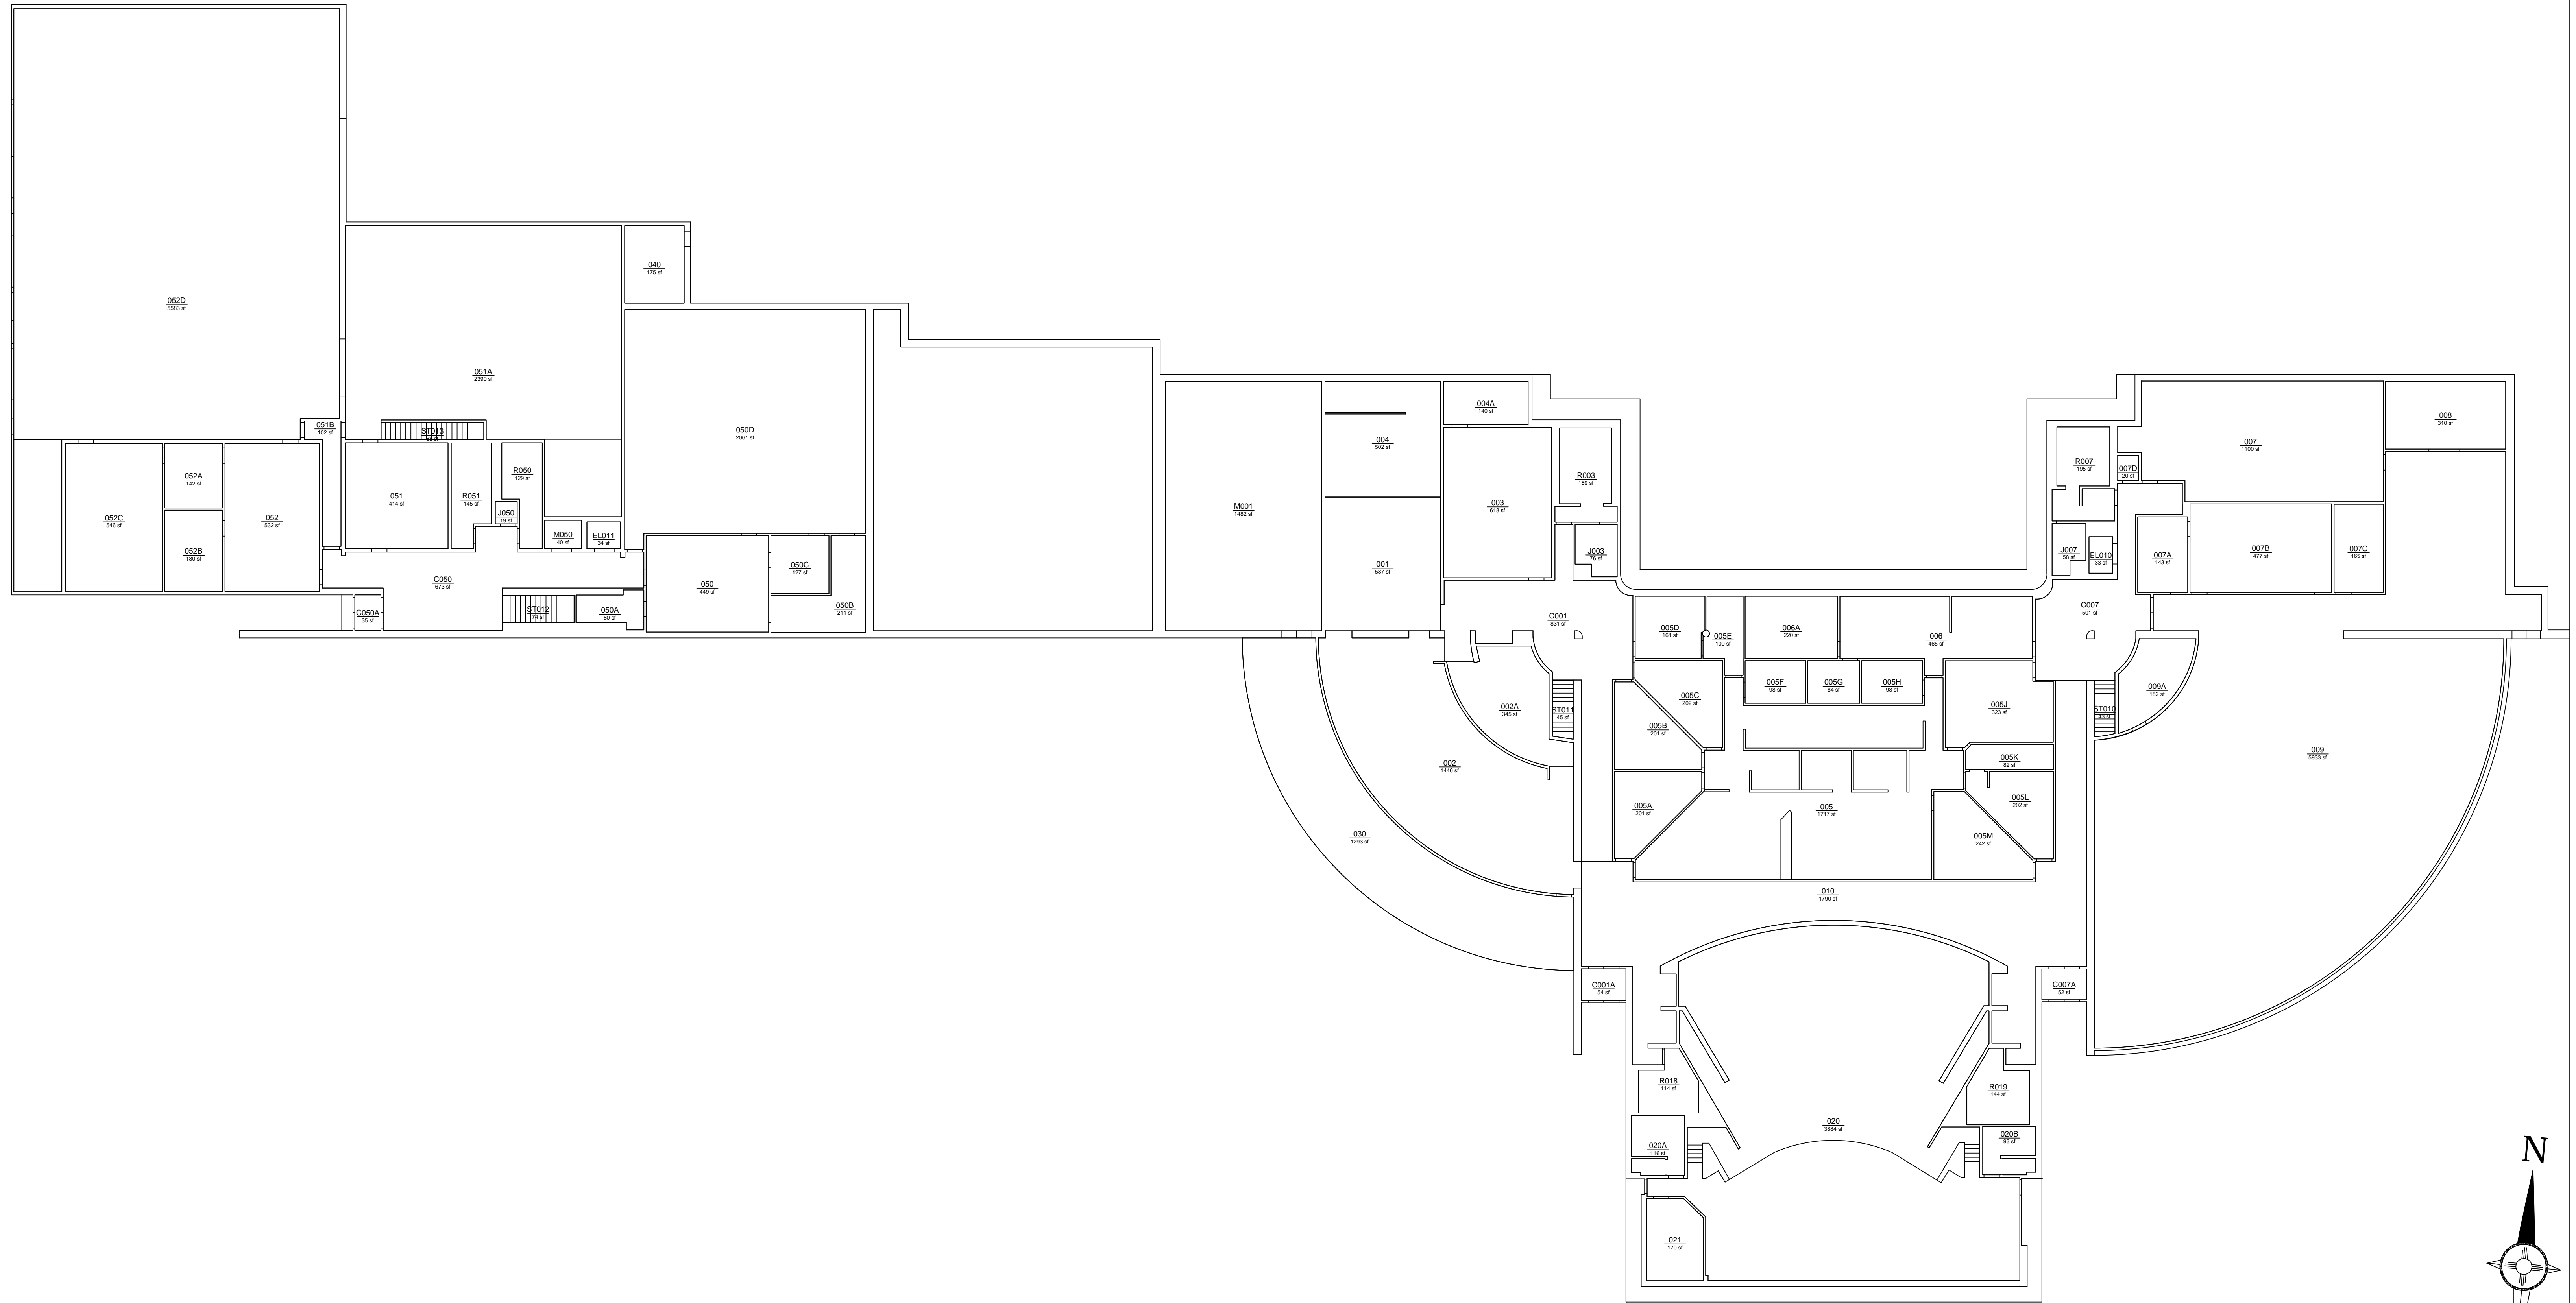 052D
5583 sf
040
175 sf
051A
2390 sf
050D
2061 sf
051B
102 sf
ST013
052C
546 sf
052A
142 sf
052B
180 sf
052
532 sf
051
414 sf
R051
145 sf
R050
129 sf
J050
19 sf
M050
40 sf
EL011
34 sf
C050
673 sf
C050A
35 sf
ST012
74 sf
050A
80 sf
050
449 sf
050C
127 sf
050B
211 sf
M001
1482 sf
004
502 sf
004A
140 sf
001
587 sf
003
618 sf
R003
189 sf
J003
76 sf
C001
831 sf
002A
345 sf
ST011
45 sf
002
1446 sf
030
1293 sf
005D
161 sf
005E
100 sf
006A
220 sf
006
465 sf
005C
202 sf
005B
201 sf
005F
98 sf
005G
84 sf
005H
98 sf
005J
323 sf
005K
82 sf
005A
201 sf
005
1717 sf
005L
202 sf
005M
242 sf
010
1790 sf
R007
195 sf
007D
20 sf
007
1100 sf
008
310 sf
J007
58 sf
EL010
33 sf
007A
143 sf
007B
477 sf
007C
165 sf
C007
501 sf
009A
182 sf
ST010
43 sf
009
5933 sf
C001A
54 sf
C007A
52 sf
R018
114 sf
R019
144 sf
020
3884 sf
020A
116 sf
020B
93 sf
021
170 sf
N